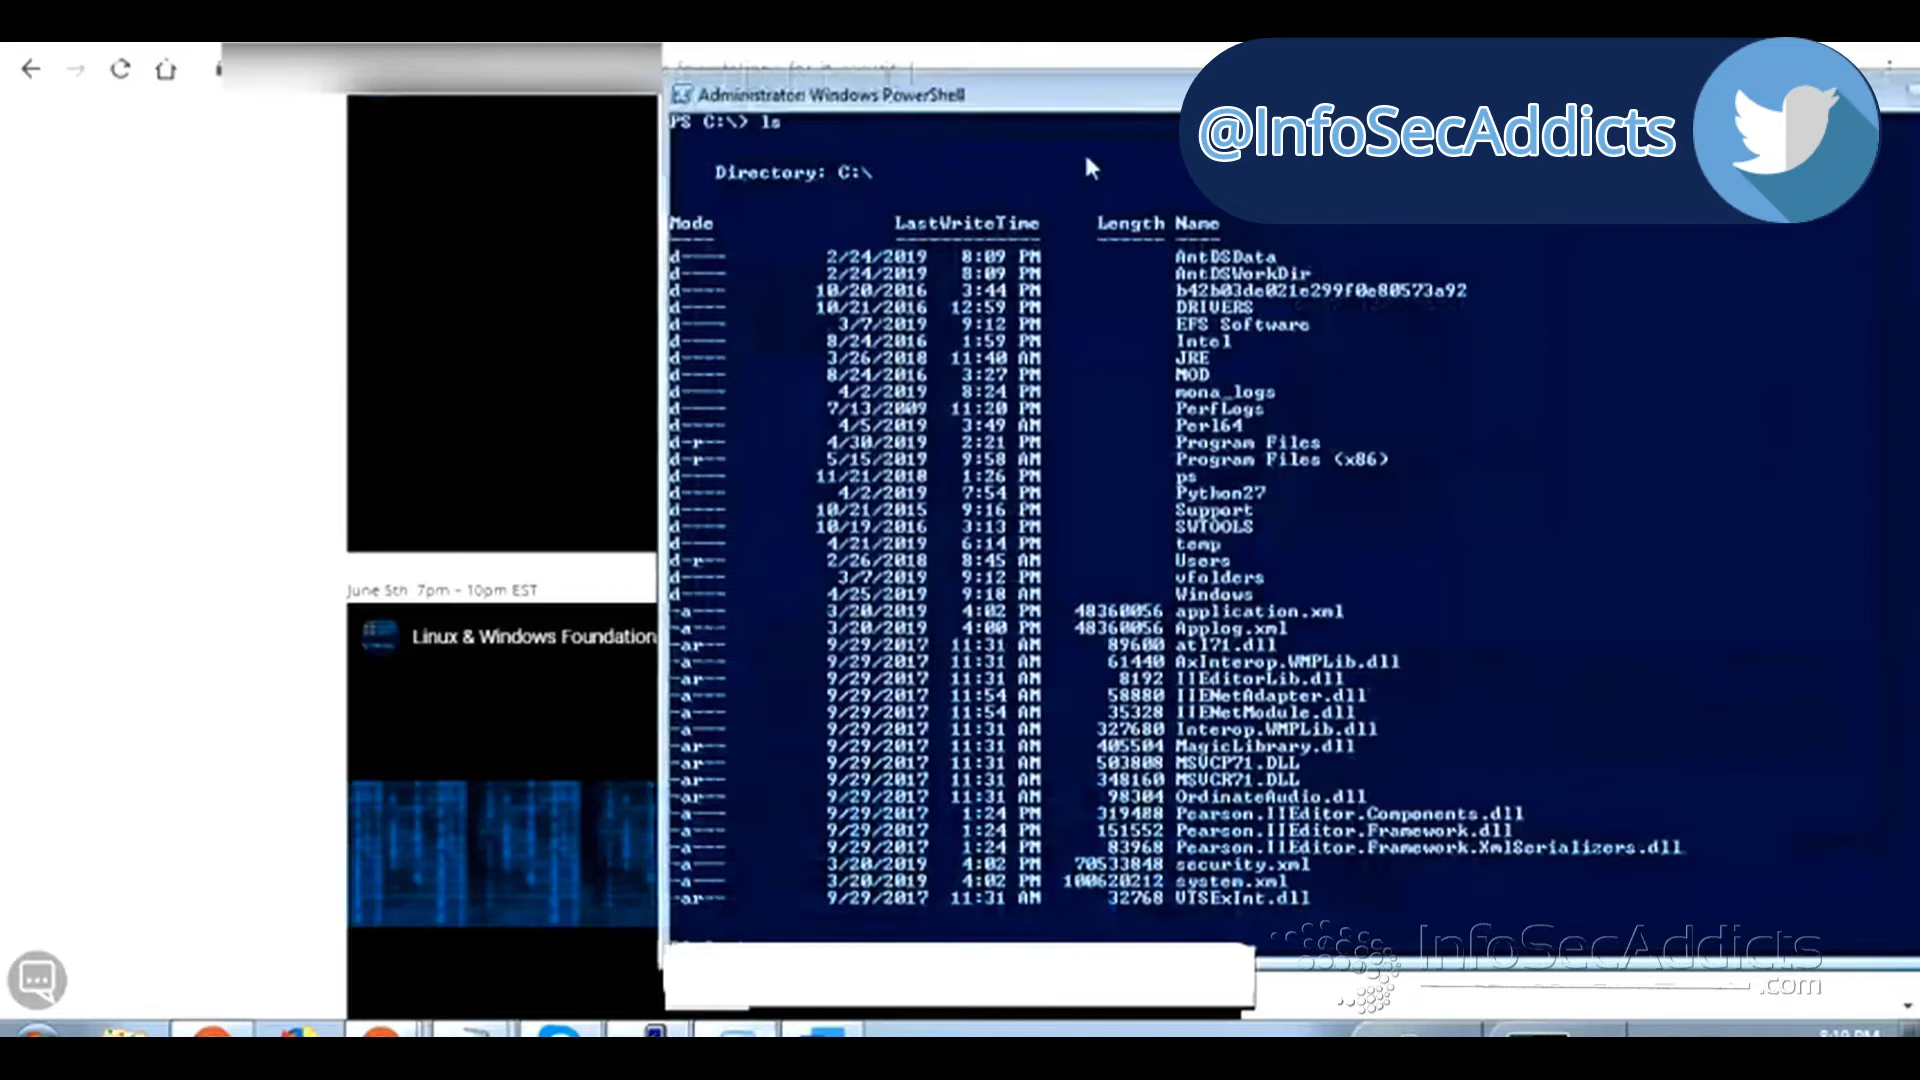 @InfoSecAddicts
Administrator: Windows PowerShell
PS C:\> ls
Directory: C:\
Mode LastWriteTime Length Name
d---- 2/24/2019 8:09 PM AntDSData
d---- 2/24/2019 8:09 PM AntDSWorkDir
d---- 10/20/2016 3:44 PM b42b03de021e299f0e80573a92
d---- 10/21/2016 12:59 PM DRIVERS
d---- 3/7/2019 9:12 PM EFS Software
d---- 8/24/2016 1:59 PM Intel
d---- 3/26/2018 11:40 AM JRE
d---- 8/24/2016 3:27 PM MOD
d---- 4/2/2019 8:24 PM mona_logs
d---- 7/13/2009 11:20 PM PerfLogs
d---- 4/5/2019 3:49 AM Perl64
d-r-- 4/30/2019 2:21 PM Program Files
d-r-- 5/15/2019 9:58 AM Program Files (x86)
d---- 11/21/2018 1:26 PM ps
d---- 4/2/2019 7:54 PM Python27
d---- 10/21/2015 9:16 PM Support
d---- 10/19/2016 3:13 PM SWTOOLS
d---- 4/21/2019 6:14 PM temp
d-r-- 2/26/2018 8:45 AM Users
d---- 3/7/2019 9:12 PM vfolders
d---- 4/25/2019 9:18 AM Windows
-a--- 3/20/2019 4:02 PM 48360056 application.xml
-a--- 3/20/2019 4:00 PM 48360056 Applog.xml
-ar-- 9/29/2017 11:31 AM 89600 atl71.dll
-a--- 9/29/2017 11:31 AM 61440 AxInterop.WMPLib.dll
-ar-- 9/29/2017 11:31 AM 8192 IIEditorLib.dll
-a--- 9/29/2017 11:54 AM 58880 IIENetAdapter.dll
-a--- 9/29/2017 11:54 AM 35328 IIENetModule.dll
-a--- 9/29/2017 11:31 AM 327680 Interop.WMPLib.dll
-ar-- 9/29/2017 11:31 AM 405504 MagicLibrary.dll
-ar-- 9/29/2017 11:31 AM 503808 MSVCP71.DLL
-ar-- 9/29/2017 11:31 AM 348160 MSVCR71.DLL
-ar-- 9/29/2017 11:31 AM 98304 OrdinateAudio.dll
-a--- 9/29/2017 1:24 PM 319488 Pearson.IIEditor.Components.dll
-a--- 9/29/2017 1:24 PM 151552 Pearson.IIEditor.Framework.dll
-a--- 9/29/2017 1:24 PM 83968 Pearson.IIEditor.Framework.XmlSerializers.dll
-a--- 3/20/2019 4:02 PM 70533848 security.xml
-a--- 3/20/2019 4:02 PM 100620212 system.xml
-ar-- 9/29/2017 11:31 AM 32768 VTSExInt.dll
June 5th 7pm - 10pm EST
Linux & Windows Foundation
InfoSecAddicts
.com